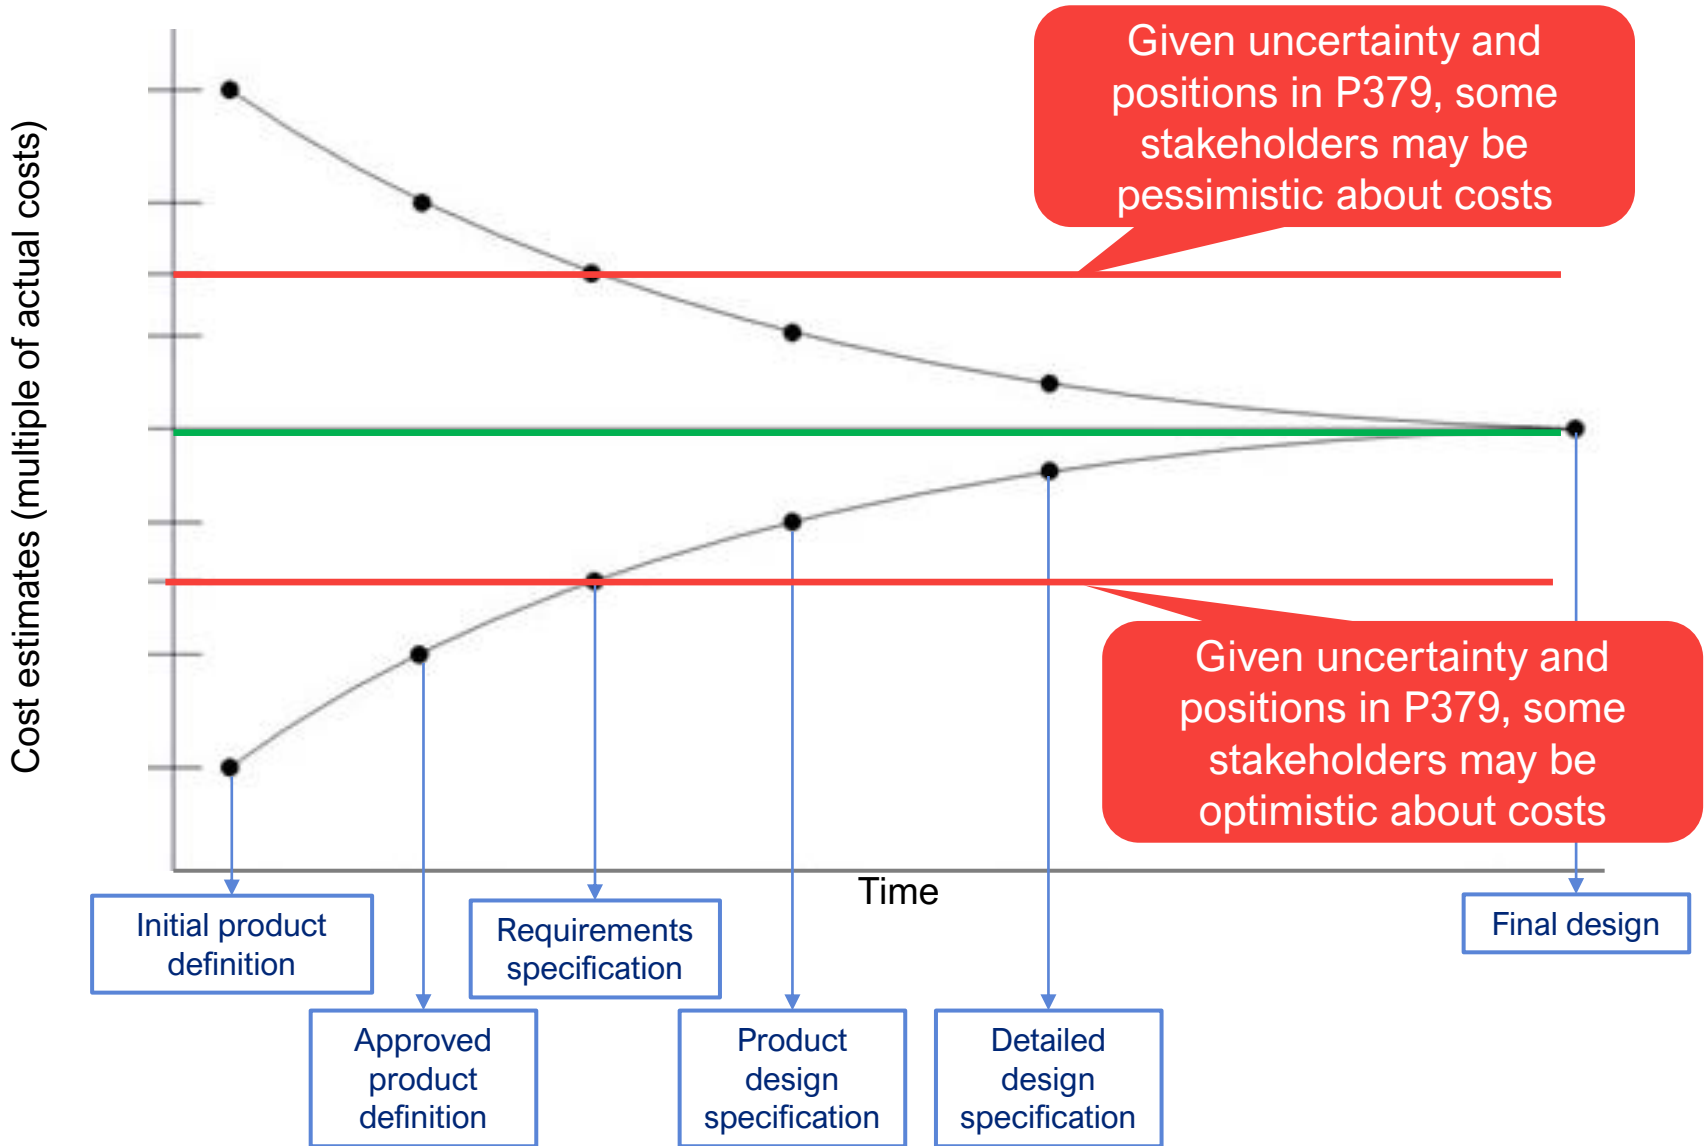 Cost estimates (multiple of actual costs)
Given uncertainty and
positions in P379, some
stakeholders may be
pessimistic about costs
Given uncertainty and
positions in P379, some
stakeholders may be
optimistic about costs
Time
Initial product
definition
Approved
product
definition
Requirements
specification
Product
design
specification
Detailed
design
specification
Final design